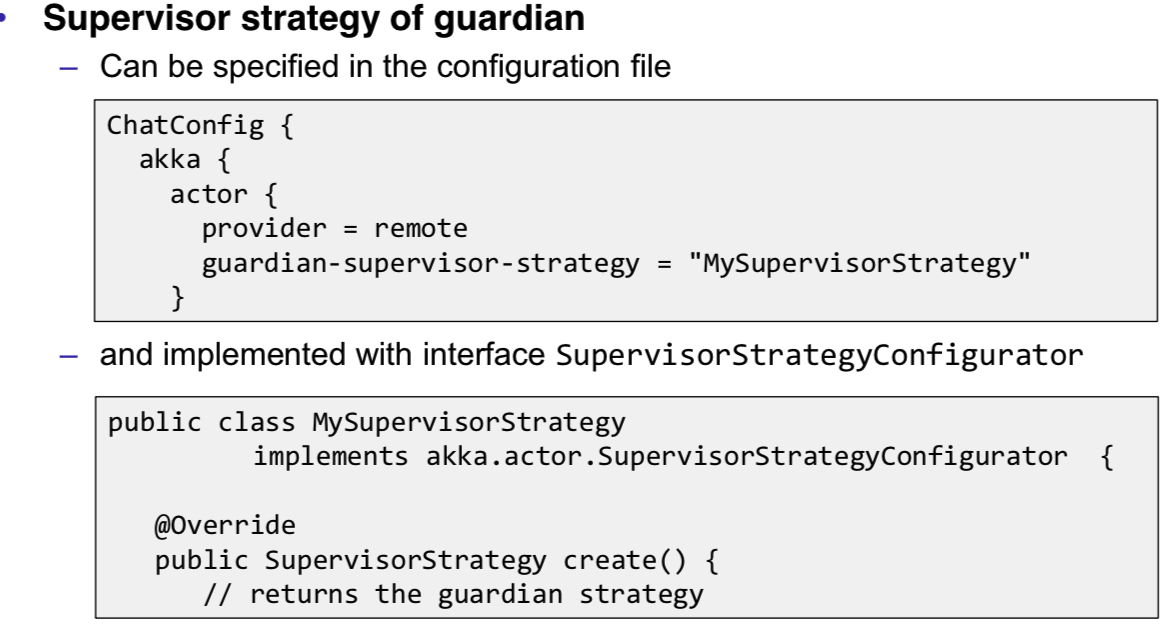 • Supervisor strategy of guardian
– Can be specified in the configuration file
ChatConfig {
  akka {
    actor {
      provider = remote
      guardian-supervisor-strategy = "MySupervisorStrategy"
    }
– and implemented with interface SupervisorStrategyConfigurator
public class MySupervisorStrategy
         implements akka.actor.SupervisorStrategyConfigurator  {
   @Override
   public SupervisorStrategy create() {
      // returns the guardian strategy